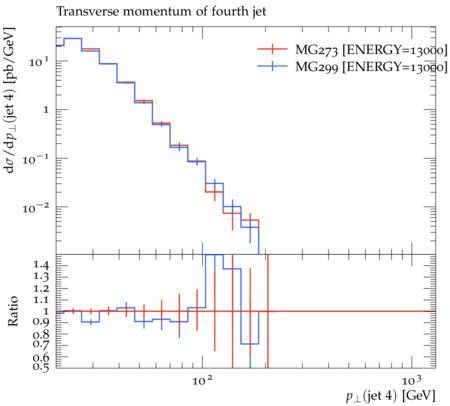 Transverse momentum of fourth jet
dσ/dp⊥(jet 4) [pb/GeV]
MG273 [ENERGY=13000]
MG299 [ENERGY=13000]
10¹
1
10⁻¹
10⁻²
Ratio
1.4
1.3
1.2
1.1
1
0.9
0.8
0.7
0.6
0.5
10²
10³
p⊥(jet 4) [GeV]